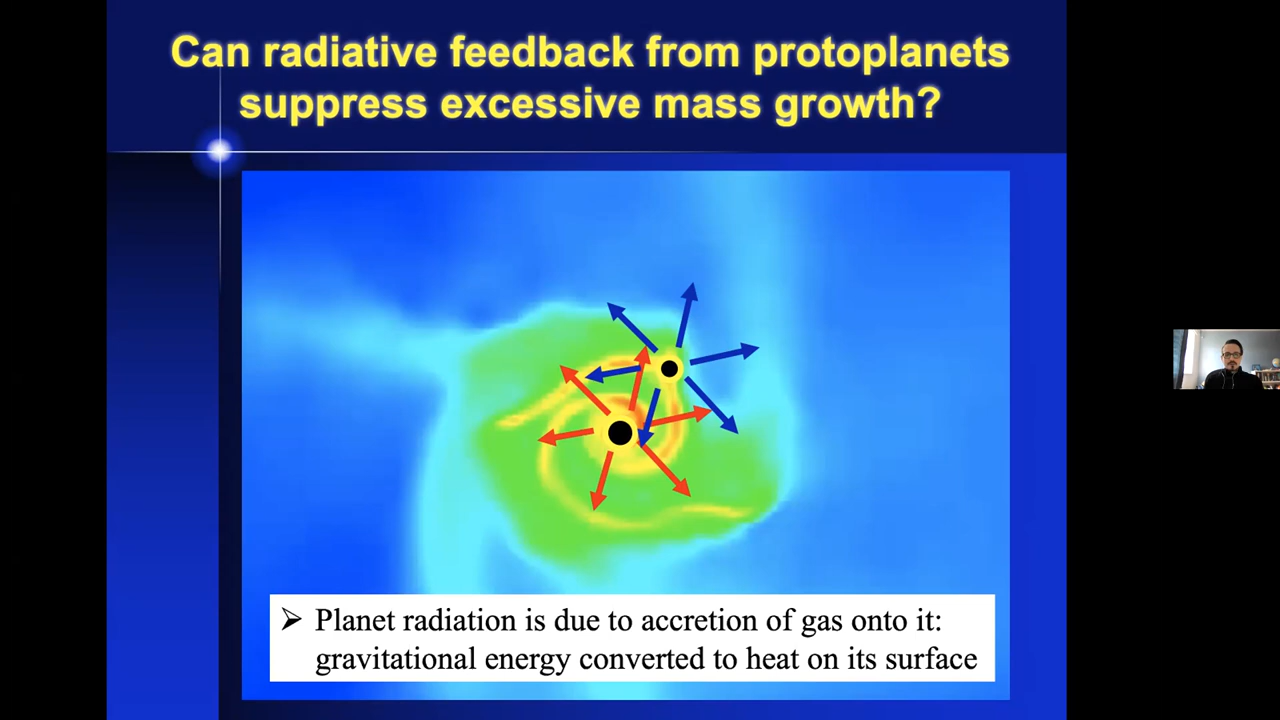 Can radiative feedback from protoplanets
suppress excessive mass growth?
➢ Planet radiation is due to accretion of gas onto it:
gravitational energy converted to heat on its surface